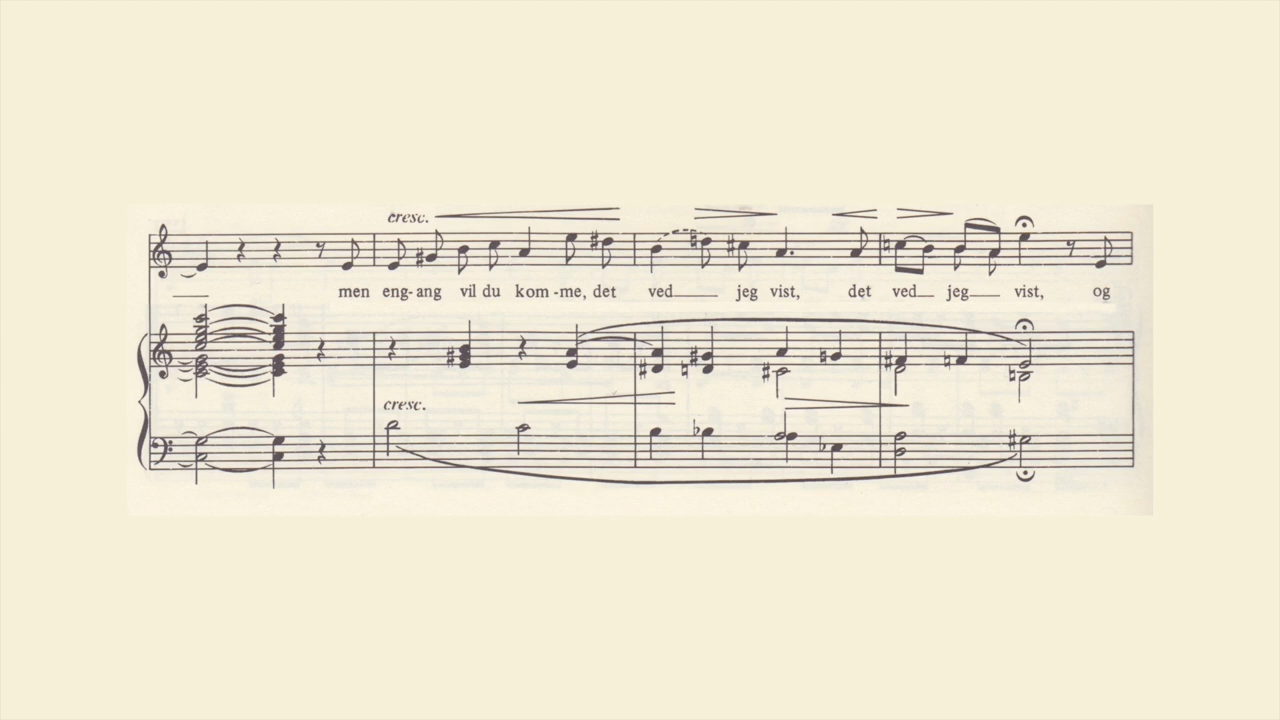 cresc.
men eng-ang vil du kom-me, det ved jeg vist, det ved jeg vist, og
cresc.